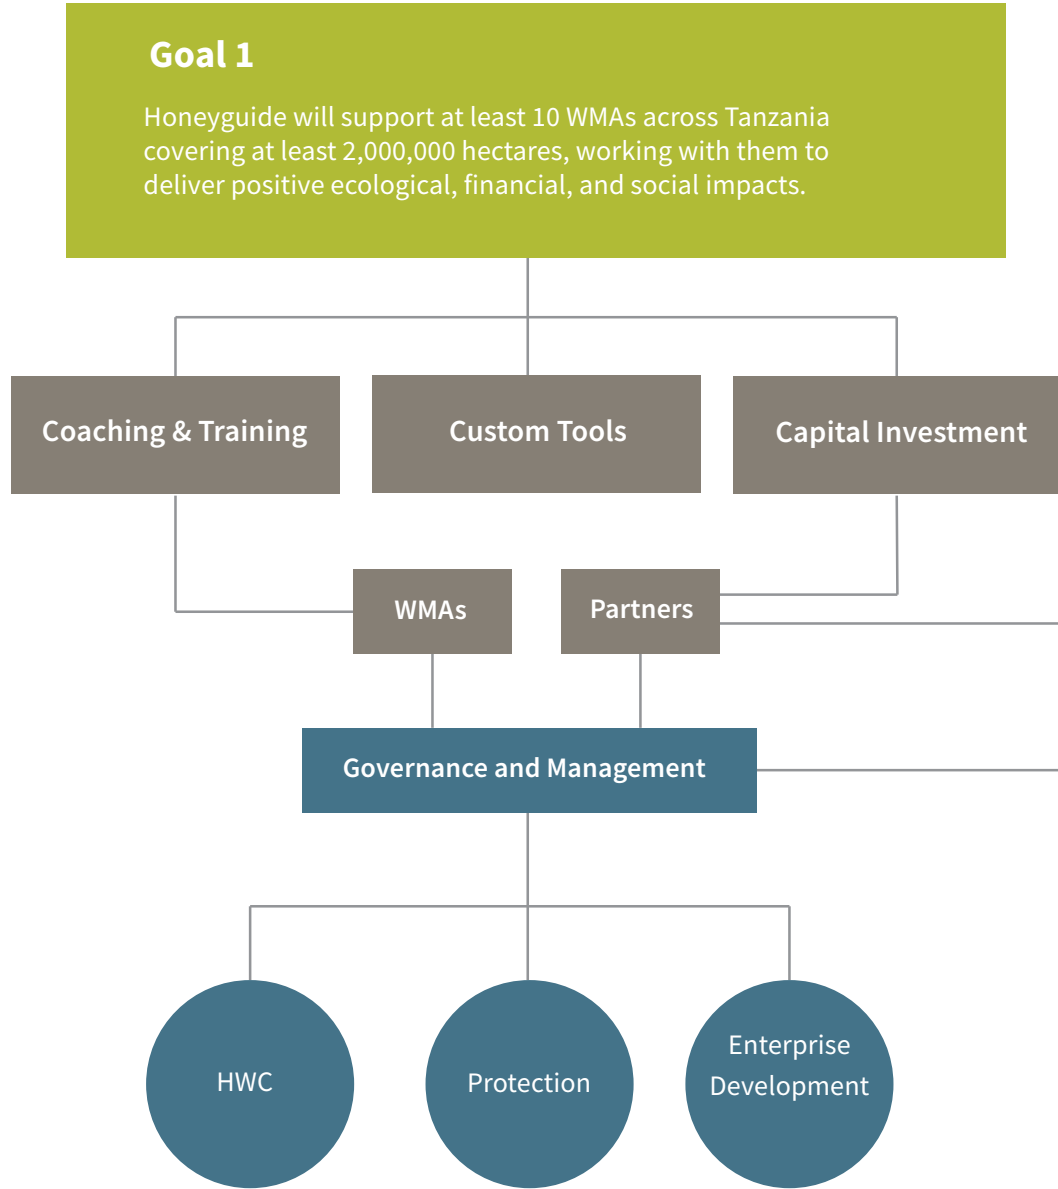 Goal 1
Honeyguide will support at least 10 WMAs across Tanzania
covering at least 2,000,000 hectares, working with them to
deliver positive ecological, financial, and social impacts.
Coaching & Training
Custom Tools
Capital Investment
WMAs
Partners
Governance and Management
HWC
Protection
Enterprise
Development